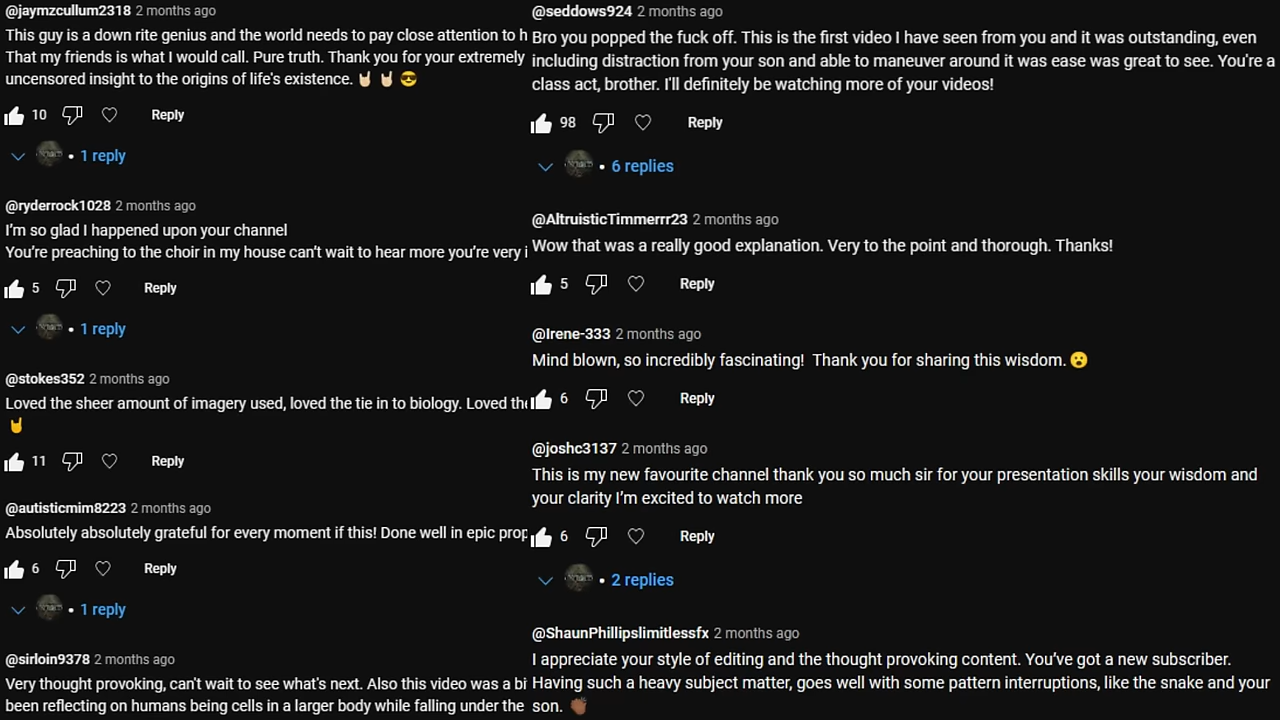 @jaymzcullum2318 2 months ago
This guy is a down rite genius and the world needs to pay close attention to h
That my friends is what I would call. Pure truth. Thank you for your extremely
uncensored insight to the origins of life's existence. 🤘🏻 🤘🏻 😎
10 Reply
• 1 reply
@ryderrock1028 2 months ago
I'm so glad I happened upon your channel
You're preaching to the choir in my house can't wait to hear more you're very i
5 Reply
• 1 reply
@stokes352 2 months ago
Loved the sheer amount of imagery used, loved the tie in to biology. Loved the
🤘
11 Reply
@autisticmim8223 2 months ago
Absolutely absolutely grateful for every moment if this! Done well in epic prop
6 Reply
• 1 reply
@sirloin9378 2 months ago
Very thought provoking, can't wait to see what's next. Also this video was a bi
been reflecting on humans being cells in a larger body while falling under the
@seddows924 2 months ago
Bro you popped the fuck off. This is the first video I have seen from you and it was outstanding, even
including distraction from your son and able to maneuver around it was ease was great to see. You're a
class act, brother. I'll definitely be watching more of your videos!
98 Reply
• 6 replies
@AltruisticTimmerrr23 2 months ago
Wow that was a really good explanation. Very to the point and thorough. Thanks!
5 Reply
@Irene-333 2 months ago
Mind blown, so incredibly fascinating! Thank you for sharing this wisdom. 😮
6 Reply
@joshc3137 2 months ago
This is my new favourite channel thank you so much sir for your presentation skills your wisdom and
your clarity I'm excited to watch more
6 Reply
• 2 replies
@ShaunPhillipslimitlessfx 2 months ago
I appreciate your style of editing and the thought provoking content. You've got a new subscriber.
Having such a heavy subject matter, goes well with some pattern interruptions, like the snake and your
son. 👏🏾